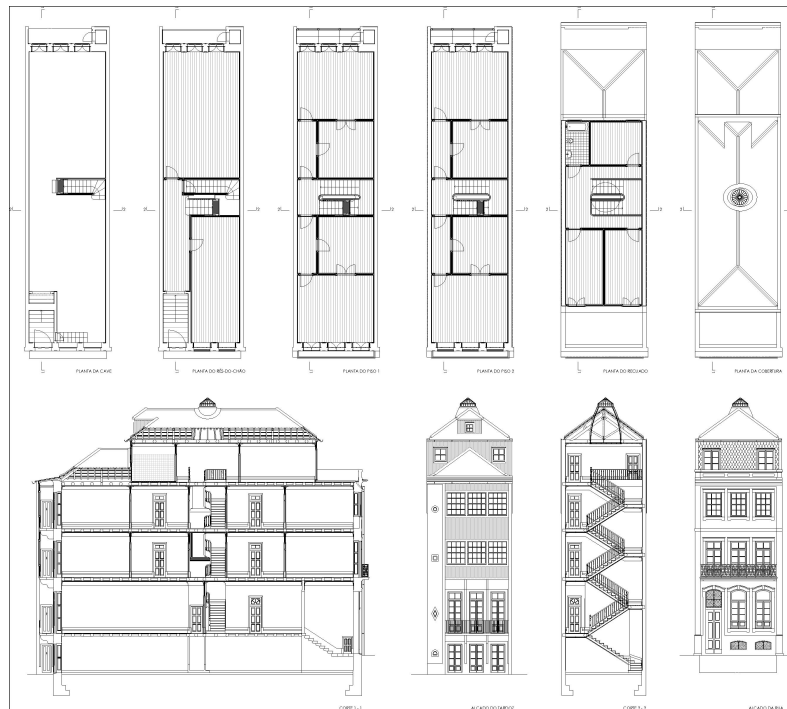 PLANTA DA CAVE
PLANTA DO RÉS-DO-CHÃO
PLANTA DO PISO 1
PLANTA DO PISO 2
PLANTA DO RECUADO
PLANTA DA COBERTURA
CORTE 1 - 1
ALÇADO DO TARDOZ
CORTE 2 - 2
ALÇADO DA RUA